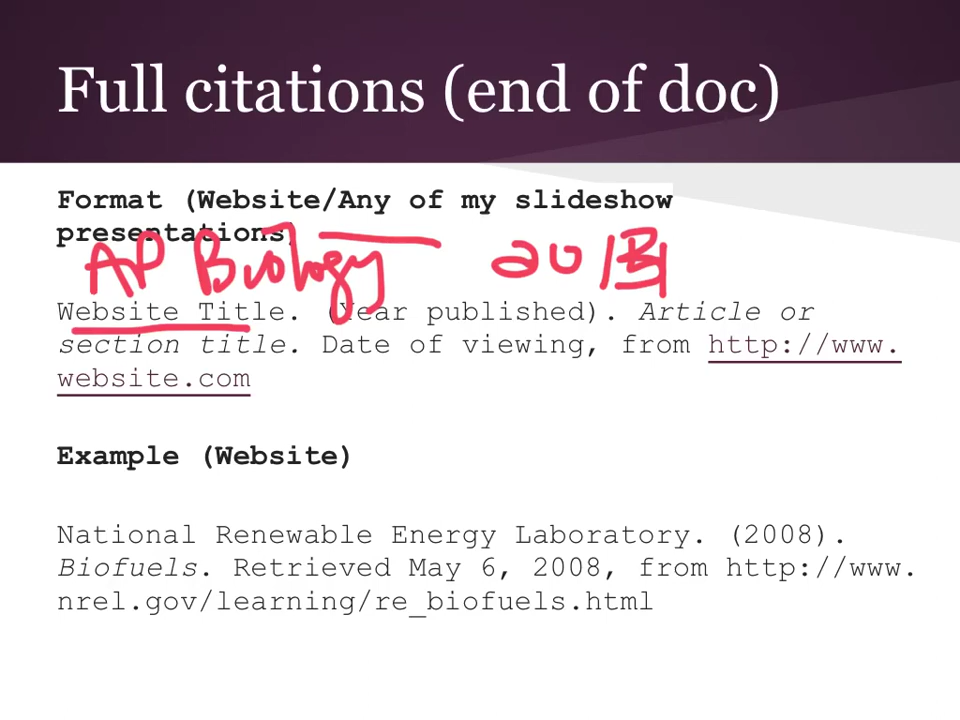 Full citations (end of doc)
Format (Website/Any of my slideshow
presentations)
AP Biology
Website Title. (Year published). Article or
section title. Date of viewing, from http://www.
website.com
Example (Website)
National Renewable Energy Laboratory. (2008).
Biofuels. Retrieved May 6, 2008, from http://www.
nrel.gov/learning/re_biofuels.html